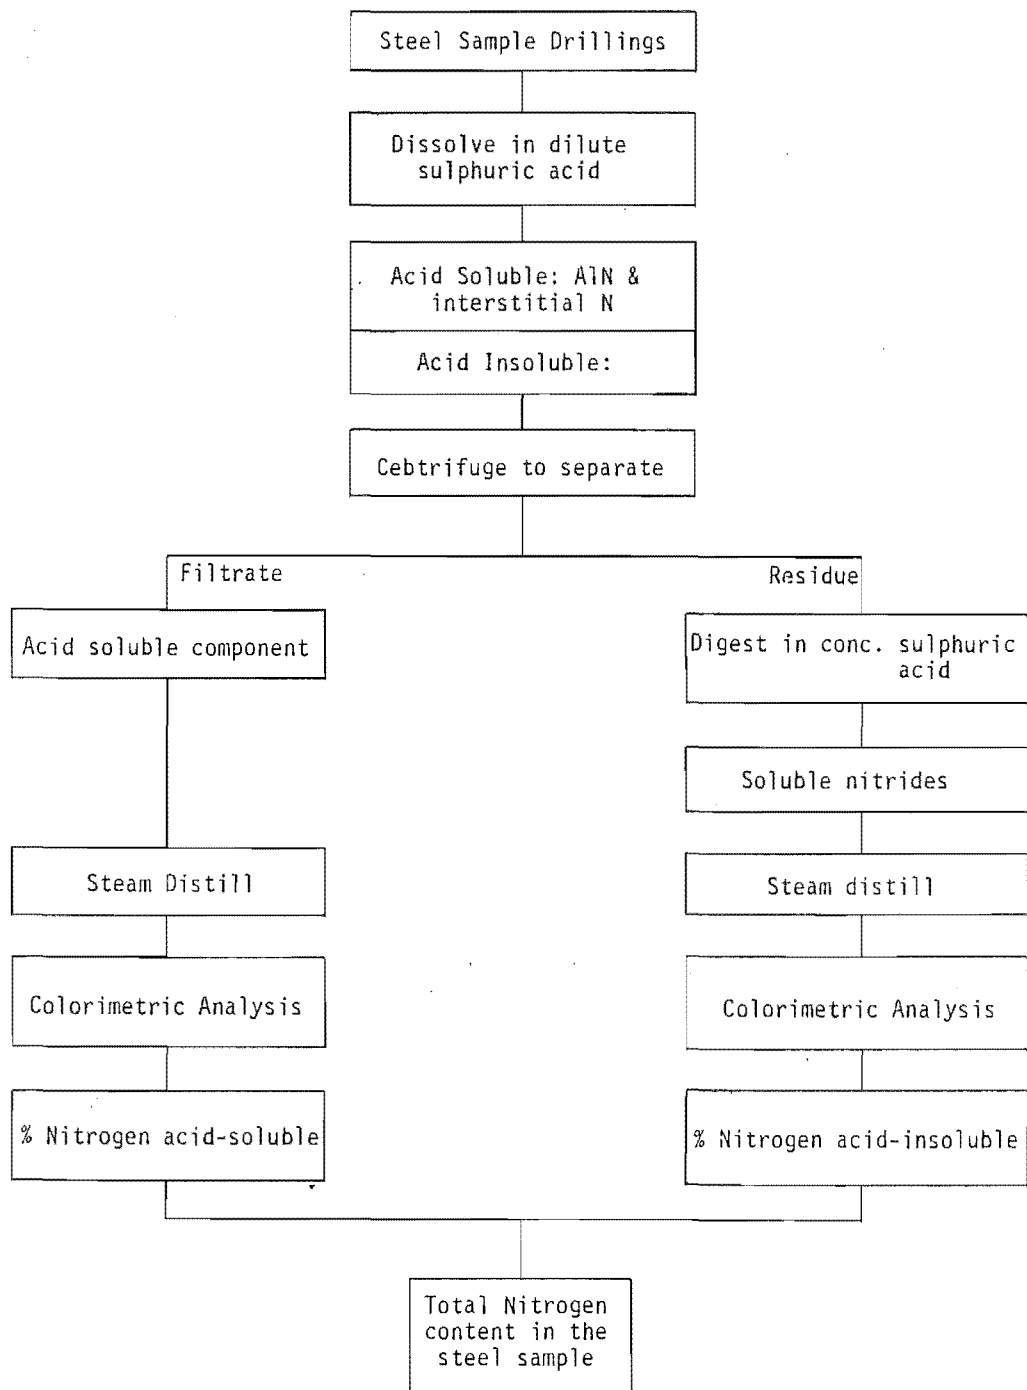 Steel Sample Drillings
Dissolve in dilute
sulphuric acid
Acid Soluble: AlN &
interstitial N
Acid Insoluble:
Cebtrifuge to separate
Filtrate
Residue
Acid soluble component
Digest in conc. sulphuric
acid
Soluble nitrides
Steam Distill
Steam distill
Colorimetric Analysis
Colorimetric Analysis
% Nitrogen acid-soluble
% Nitrogen acid-insoluble
Total Nitrogen
content in the
steel sample